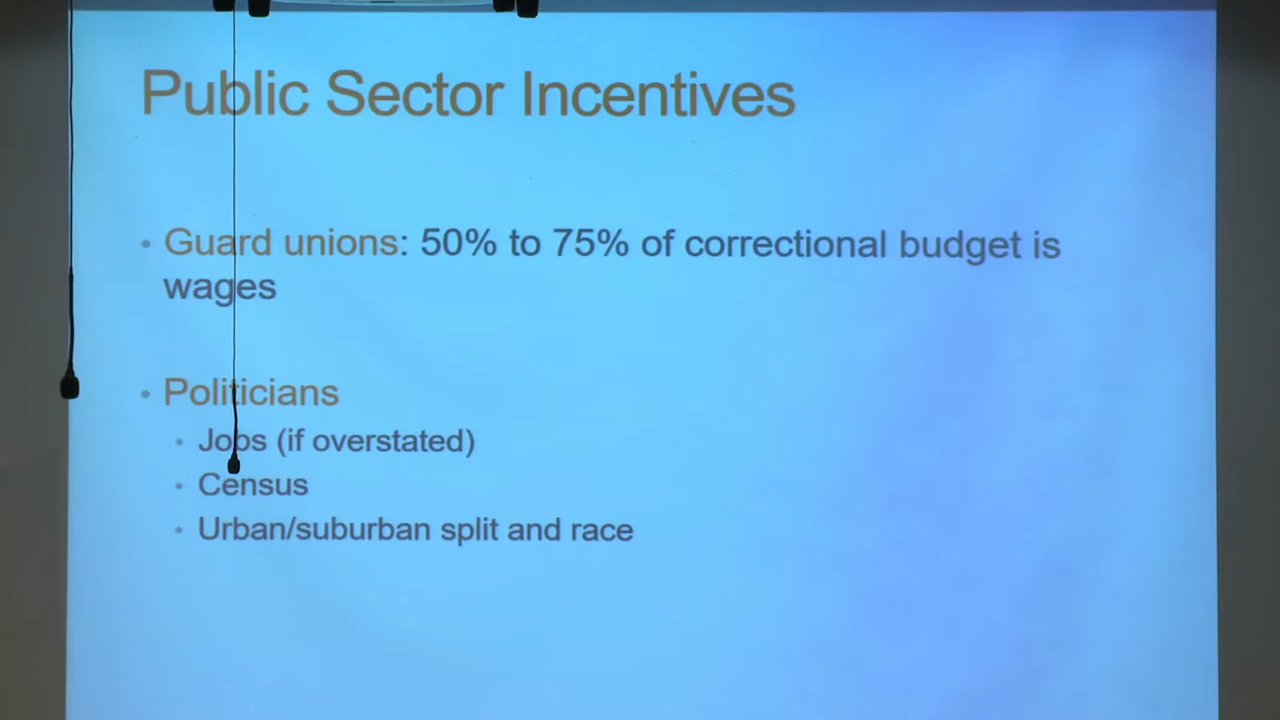 Public Sector Incentives
• Guard unions: 50% to 75% of correctional budget is
wages
• Politicians
• Jobs (if overstated)
• Census
• Urban/suburban split and race